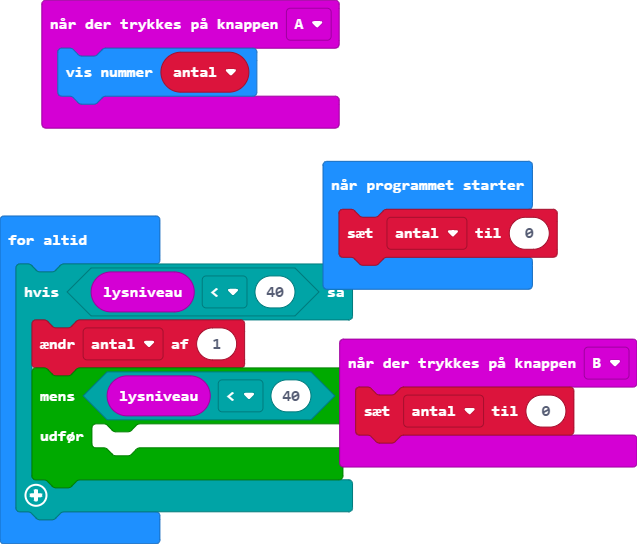 når der trykkes på knappen A
vis nummer antal
når programmet starter
sæt antal til 0
for altid
hvis lysniveau < 40 så
ændr antal af 1
mens lysniveau < 40
udfør
når der trykkes på knappen B
sæt antal til 0